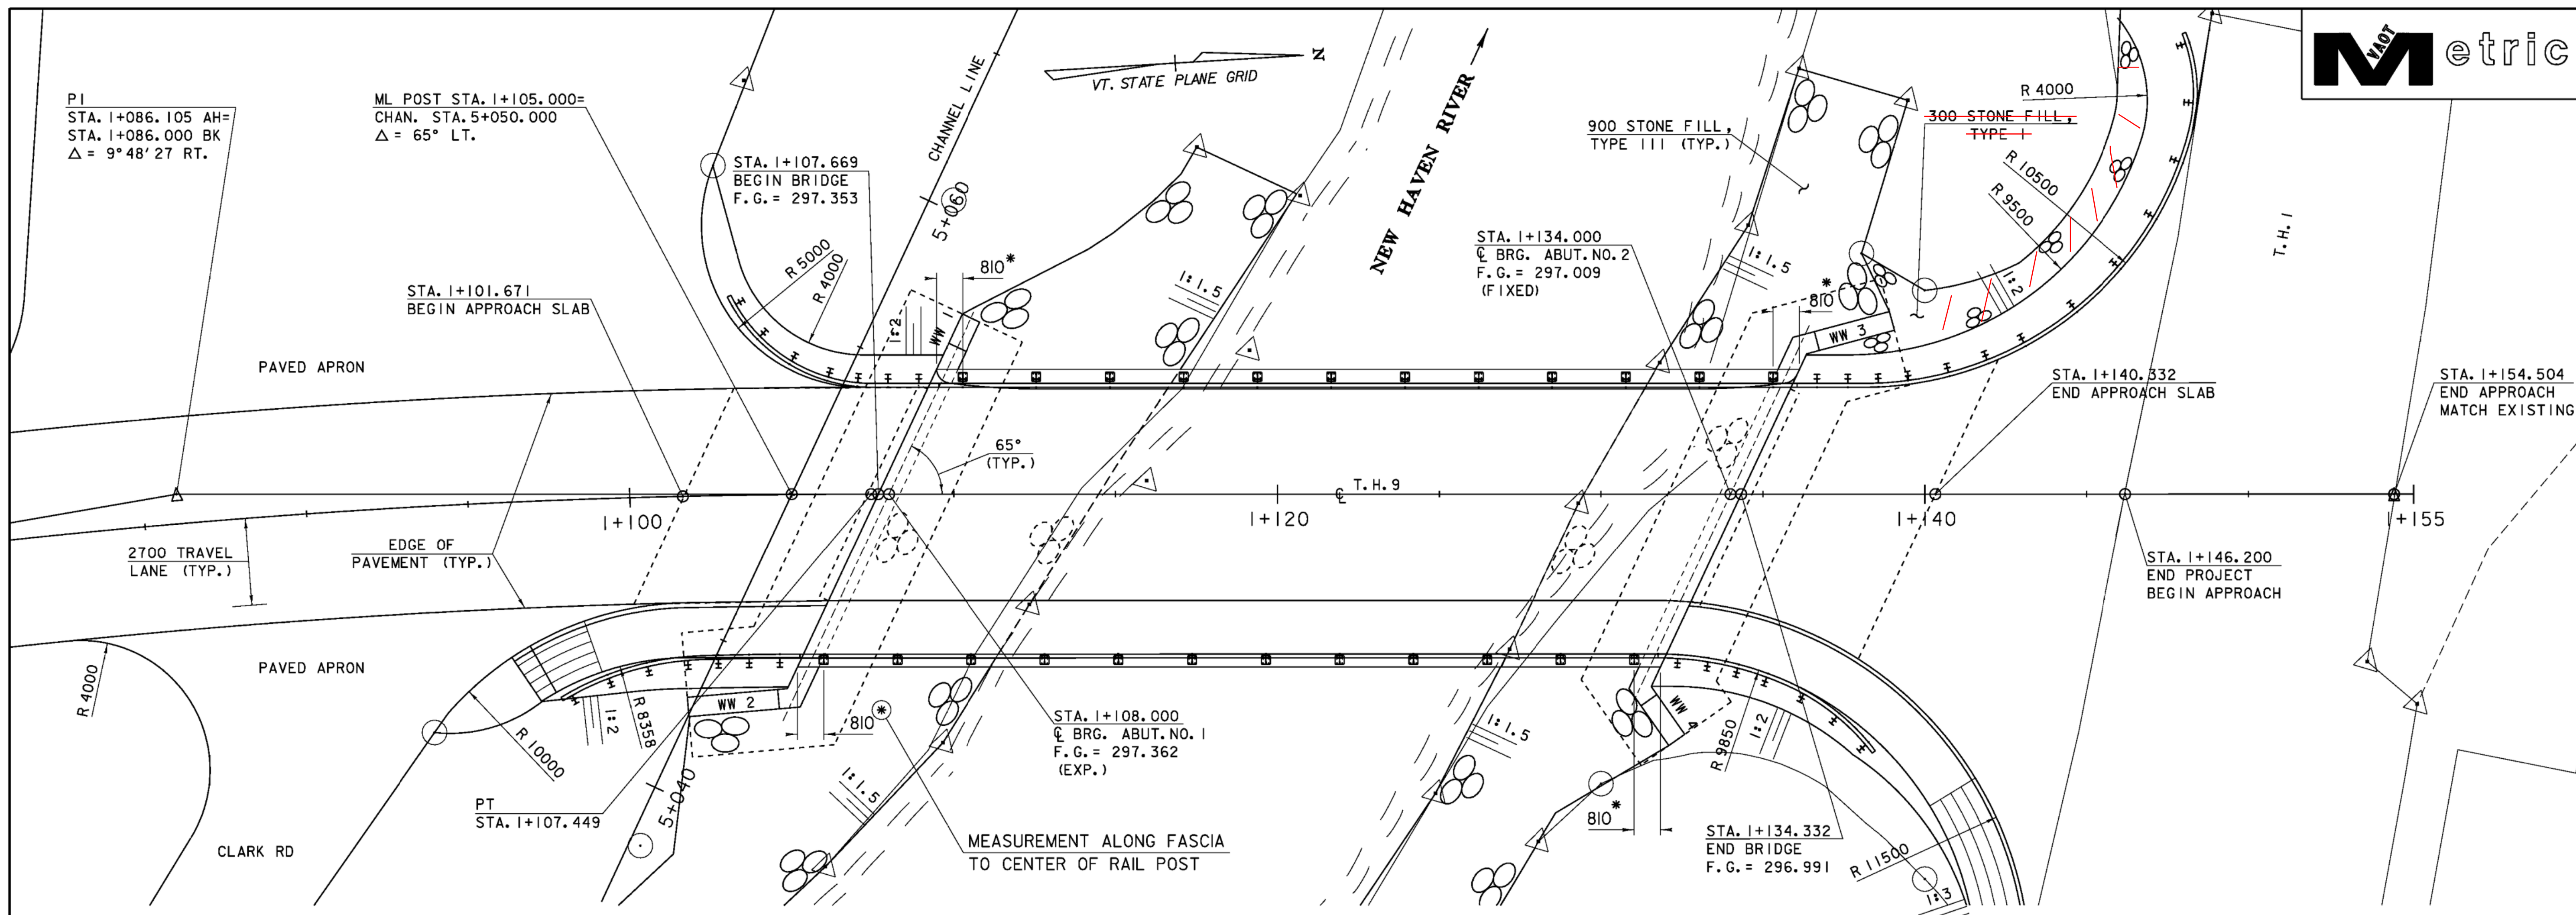 PI
STA. 1+086.105 AH=
STA. 1+086.000 BK
△ = 9°48'27 RT.
ML POST STA. 1+105.000=
CHAN. STA. 5+050.000
△ = 65° LT.
STA. 1+107.669
BEGIN BRIDGE
F.G. = 297.353
CHANNEL LINE
5+060
VT. STATE PLANE GRID
N
NEW HAVEN RIVER
900 STONE FILL,
TYPE III (TYP.)
300 STONE FILL,
TYPE I
R 4000
VAOT
Metric
R 10500
R 9500
T.H.1
STA. 1+134.000
℄ BRG. ABUT. NO. 2
F.G. = 297.009
(FIXED)
1:1.5
1:1.5
1:2
R 5000
R 4000
810*
*
810
STA. 1+101.671
BEGIN APPROACH SLAB
1:2
WW
WW 3
PAVED APRON
STA. 1+140.332
END APPROACH SLAB
STA. 1+154.504
END APPROACH
MATCH EXISTING
65°
(TYP.)
℄ T.H.9
1+100
1+120
1+140
1+155
2700 TRAVEL
LANE (TYP.)
EDGE OF
PAVEMENT (TYP.)
STA. 1+146.200
END PROJECT
BEGIN APPROACH
PAVED APRON
R 4000
R 10000
1:2
R 8358
WW 2
810*
STA. 1+108.000
℄ BRG. ABUT. NO. 1
F.G. = 297.362
(EXP.)
1:1.5
1:1.5
WW 4
R 9850
1:2
5+040
PT
STA. 1+107.449
MEASUREMENT ALONG FASCIA
TO CENTER OF RAIL POST
810*
STA. 1+134.332
END BRIDGE
F.G. = 296.991
R 11500
1:3
CLARK RD